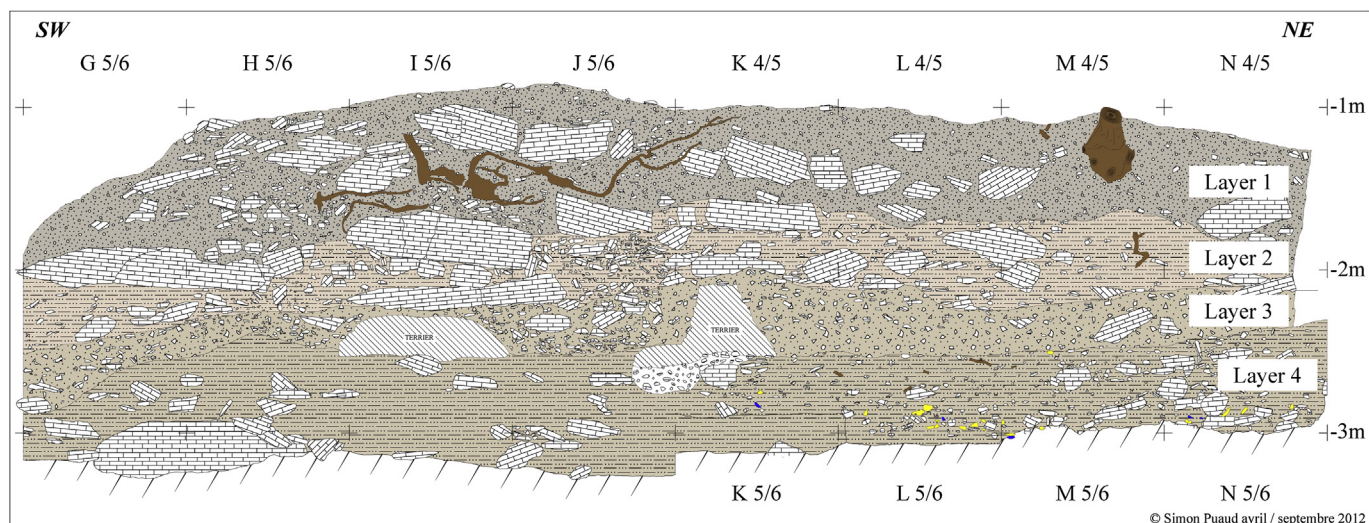 SW NE
G 5/6 H 5/6 I 5/6 J 5/6 K 4/5 L 4/5 M 4/5 N 4/5
-1m
Layer 1
Layer 2
-2m
Layer 3
TERRIER
TERRIER
Layer 4
-3m
K 5/6 L 5/6 M 5/6 N 5/6
© Simon Puaud avril / septembre 2012